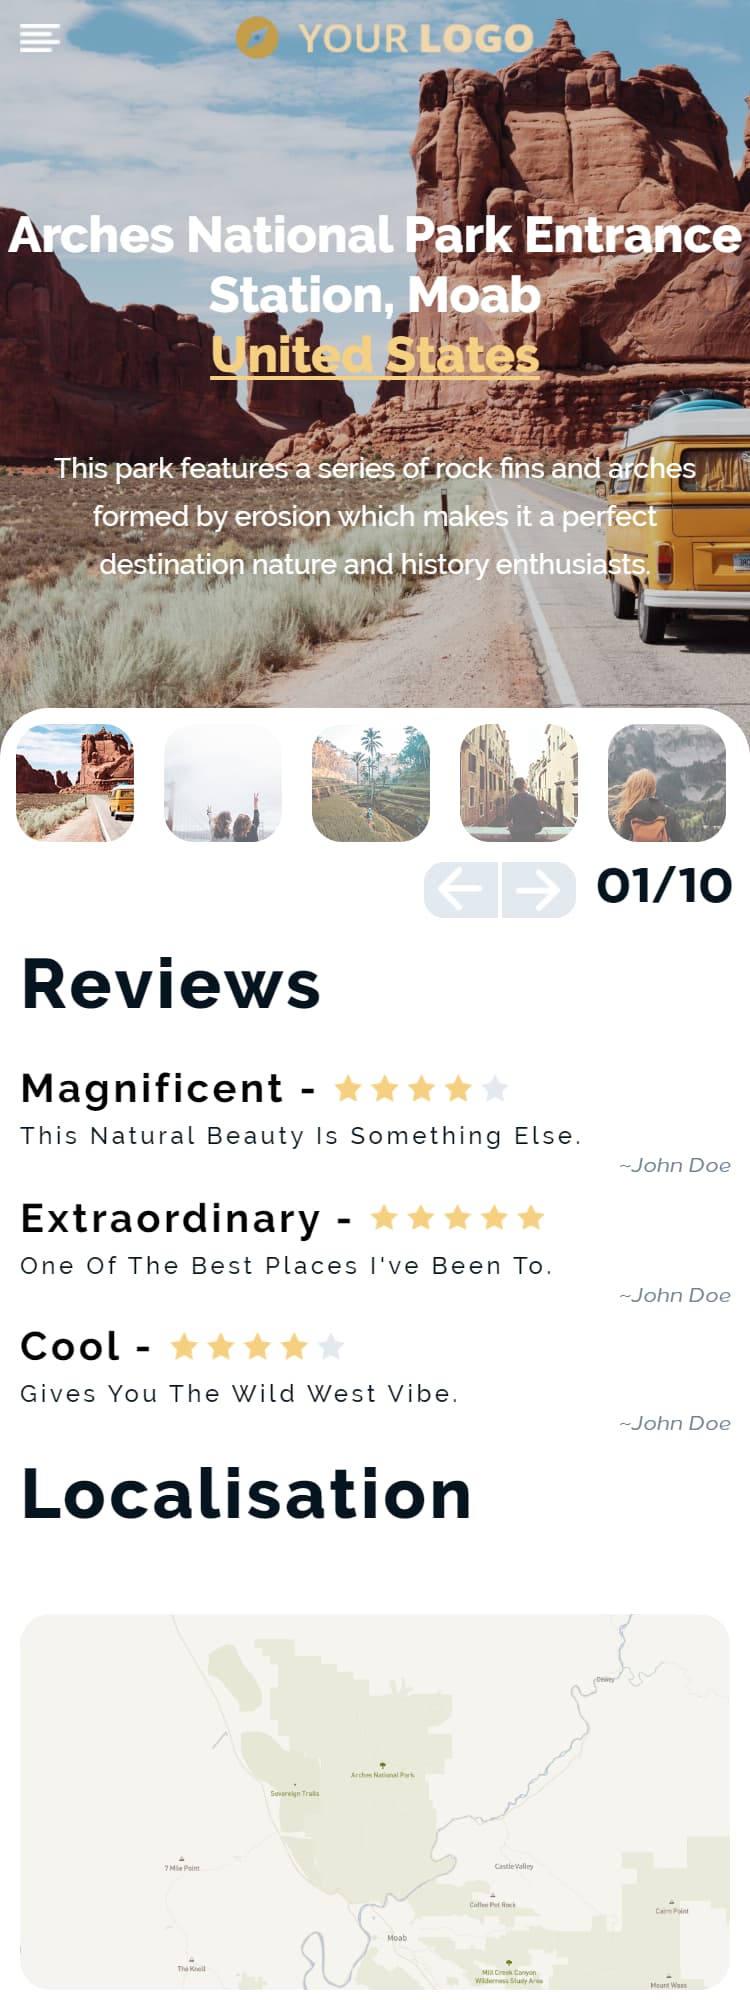 YOUR LOGO
Arches National Park Entrance
Station, Moab
United States
This park features a series of rock fins and arches
formed by erosion which makes it a perfect
destination nature and history enthusiasts.
01/10
Reviews
Magnificent -
This Natural Beauty Is Something Else.
~John Doe
Extraordinary -
One Of The Best Places I've Been To.
~John Doe
Cool -
Gives You The Wild West Vibe.
~John Doe
Localisation
Dewey
Arches National Park
Sovereign Trails
7 Mile Point
Castle Valley
Coffee Pot Rock
Cairn Point
Moab
The Knoll
Mill Creek Canyon
Wilderness Study Area
Mount Waas